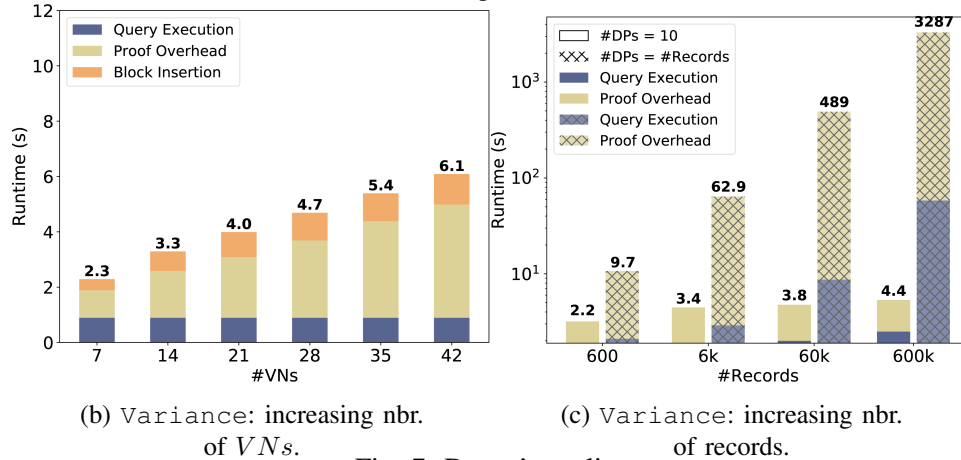 12
10
8
6
4
2
0
Runtime (s)
Query Execution
Proof Overhead
Block Insertion
2.3
3.3
4.0
4.7
5.4
6.1
7 14 21 28 35 42
#VNs
(b) Variance: increasing nbr.
of VNs.
10³
10²
10¹
Runtime (s)
#DPs = 10
#DPs = #Records
Query Execution
Proof Overhead
Query Execution
Proof Overhead
2.2
9.7
3.4
62.9
3.8
489
4.4
3287
600 6k 60k 600k
#Records
(c) Variance: increasing nbr.
of records.